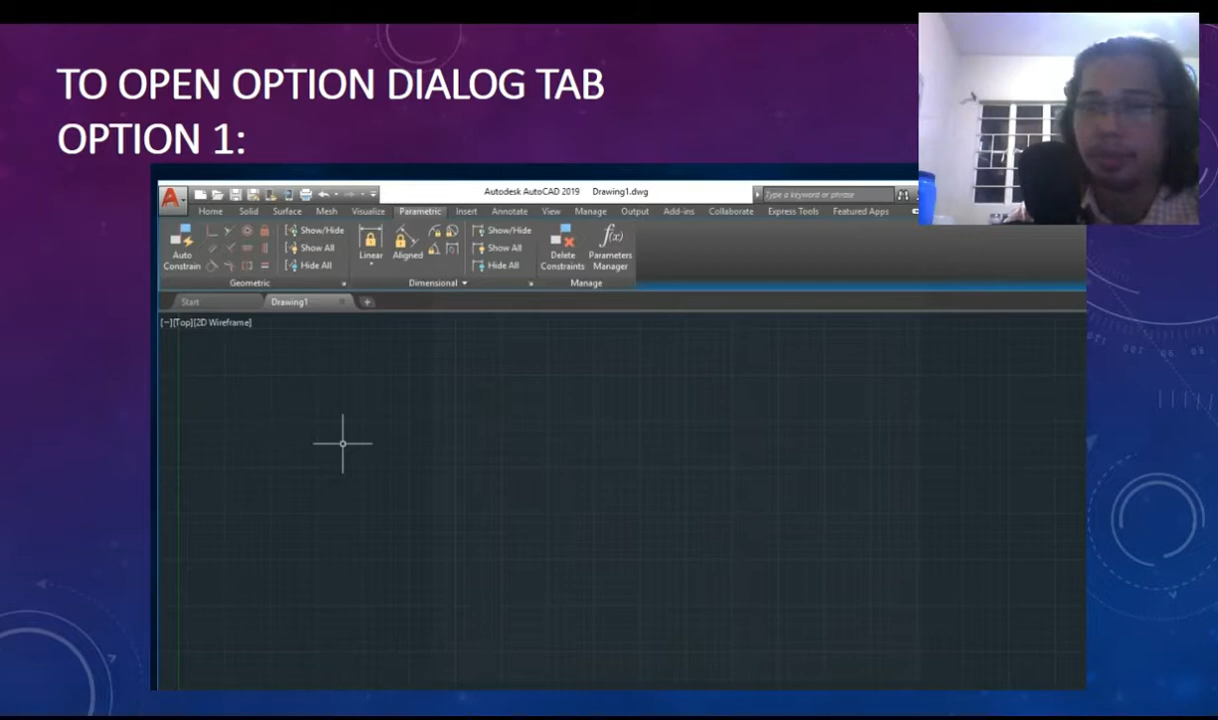 TO OPEN OPTION DIALOG TAB
OPTION 1:
Autodesk AutoCAD 2019 Drawing1.dwg
Type a keyword or phrase
Home Solid Surface Mesh Visualize Parametric Insert Annotate View Manage Output Add-ins Collaborate Express Tools Featured Apps
Auto
Constrain
Show/Hide
Show All
Hide All
Linear
Aligned
Show/Hide
Show All
Hide All
Delete
Constraints
f(x)
Parameters
Manager
Geometric
Dimensional
Manage
Start Drawing1
[−][Top][2D Wireframe]